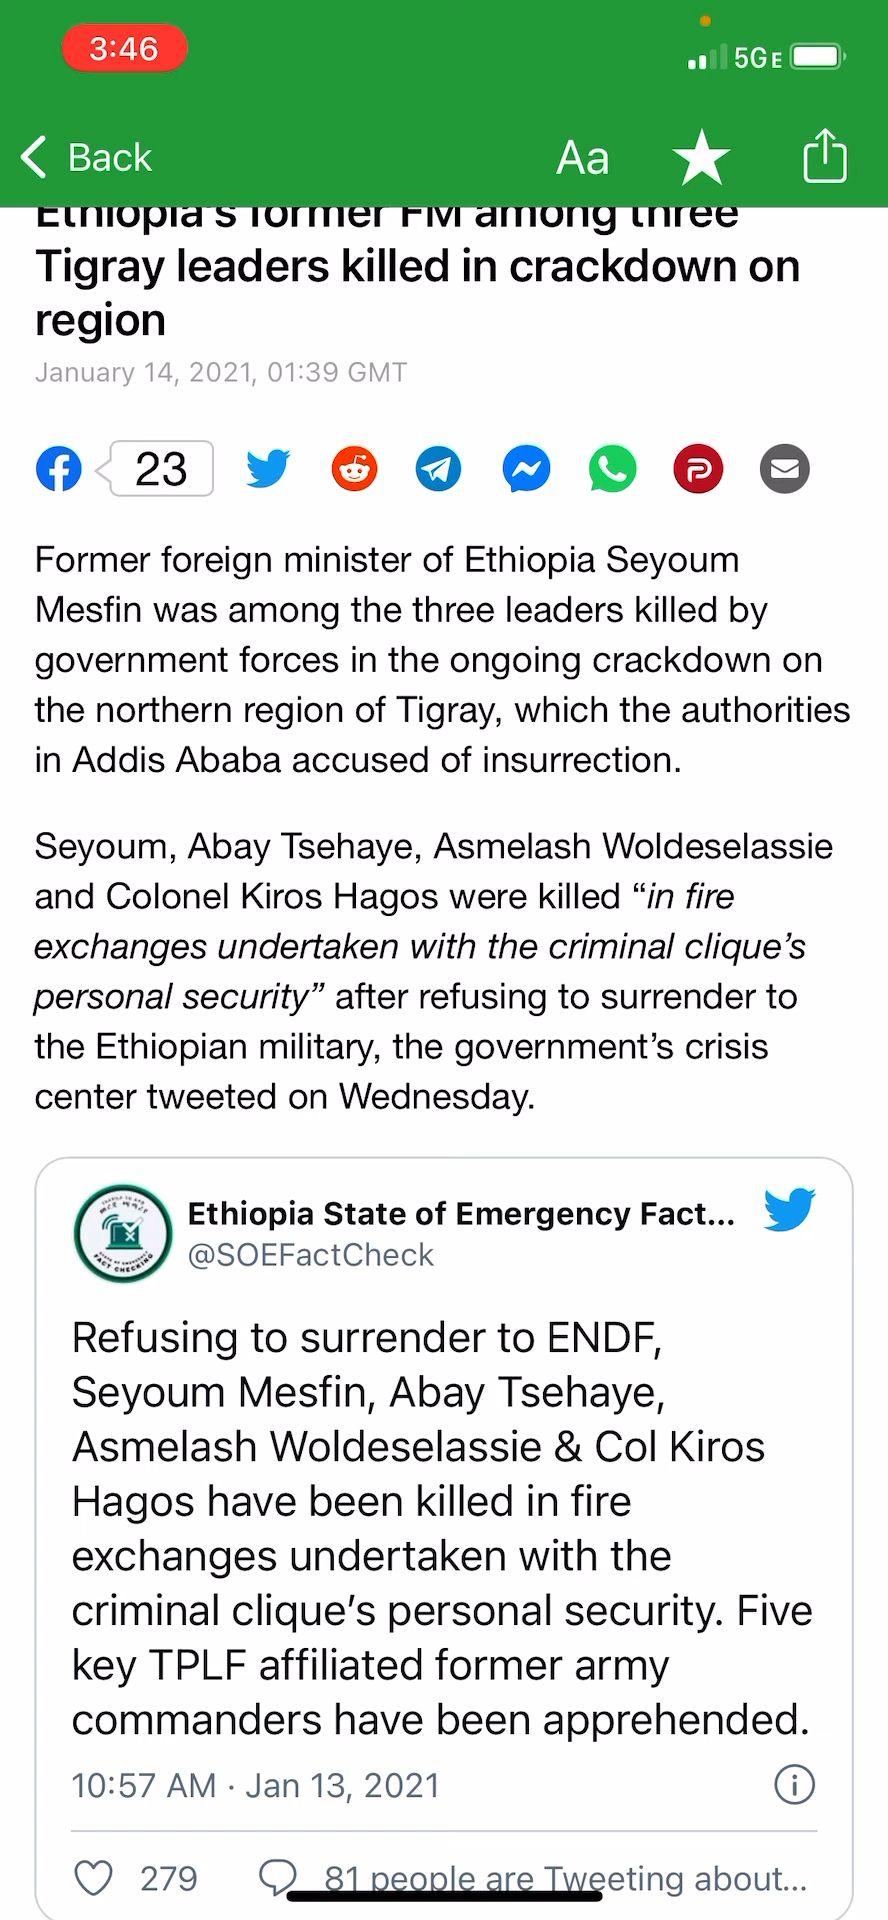 3:46
5GE
Back
Aa
Ethiopia's former FM among three
Tigray leaders killed in crackdown on
region
January 14, 2021, 01:39 GMT
23
Former foreign minister of Ethiopia Seyoum
Mesfin was among the three leaders killed by
government forces in the ongoing crackdown on
the northern region of Tigray, which the authorities
in Addis Ababa accused of insurrection.
Seyoum, Abay Tsehaye, Asmelash Woldeselassie
and Colonel Kiros Hagos were killed “in fire
exchanges undertaken with the criminal clique’s
personal security” after refusing to surrender to
the Ethiopian military, the government’s crisis
center tweeted on Wednesday.
Ethiopia State of Emergency Fact...
@SOEFactCheck
FACT CHECKING
Refusing to surrender to ENDF,
Seyoum Mesfin, Abay Tsehaye,
Asmelash Woldeselassie & Col Kiros
Hagos have been killed in fire
exchanges undertaken with the
criminal clique’s personal security. Five
key TPLF affiliated former army
commanders have been apprehended.
10:57 AM · Jan 13, 2021
279
81 people are Tweeting about...